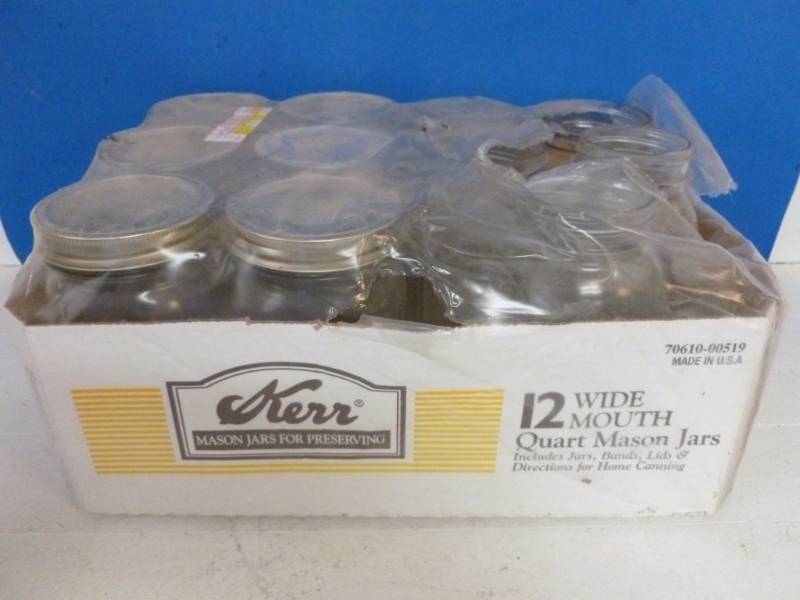 70610-00519
MADE IN U.S.A
Kerr®
MASON JARS FOR PRESERVING
12 WIDE
MOUTH
Quart Mason Jars
Includes Jars, Bands, Lids &
Directions for Home Canning